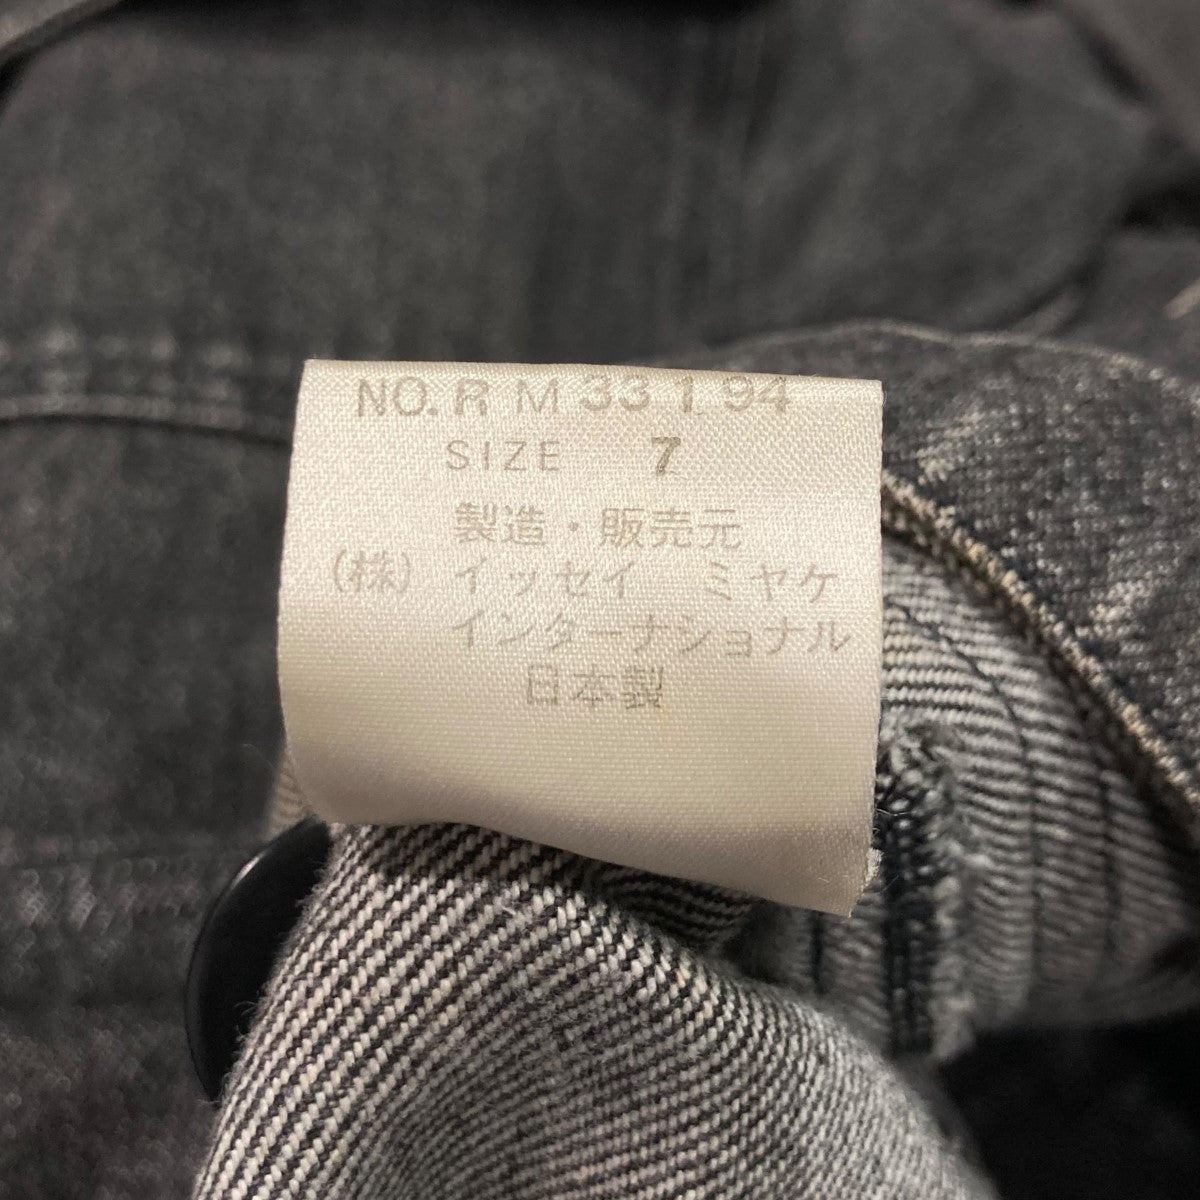 NO. R M 33 1 94
SIZE 7
製造・販売元
(株) イッセイ ミヤケ
インターナショナル
日本製